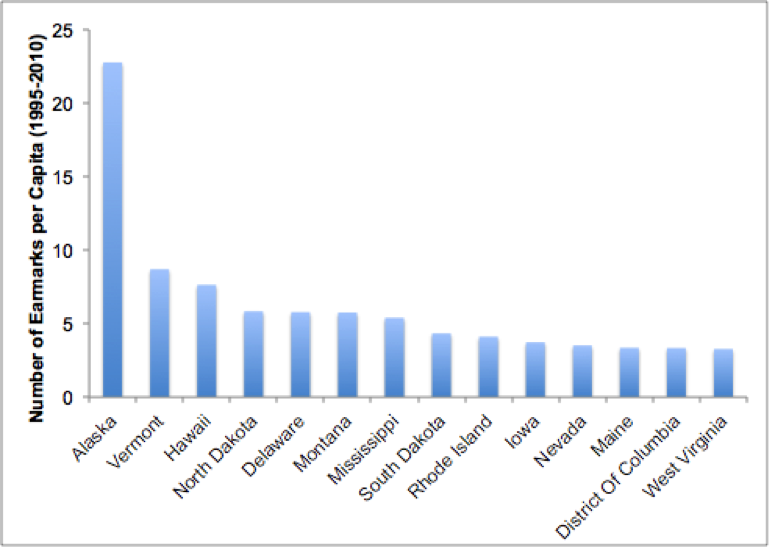 Number of Earmarks per Capita (1995-2010)
25
20
15
10
5
0
Alaska
Vermont
Hawaii
North Dakota
Delaware
Montana
Mississippi
South Dakota
Rhode Island
Iowa
Nevada
Maine
District Of Columbia
West Virginia